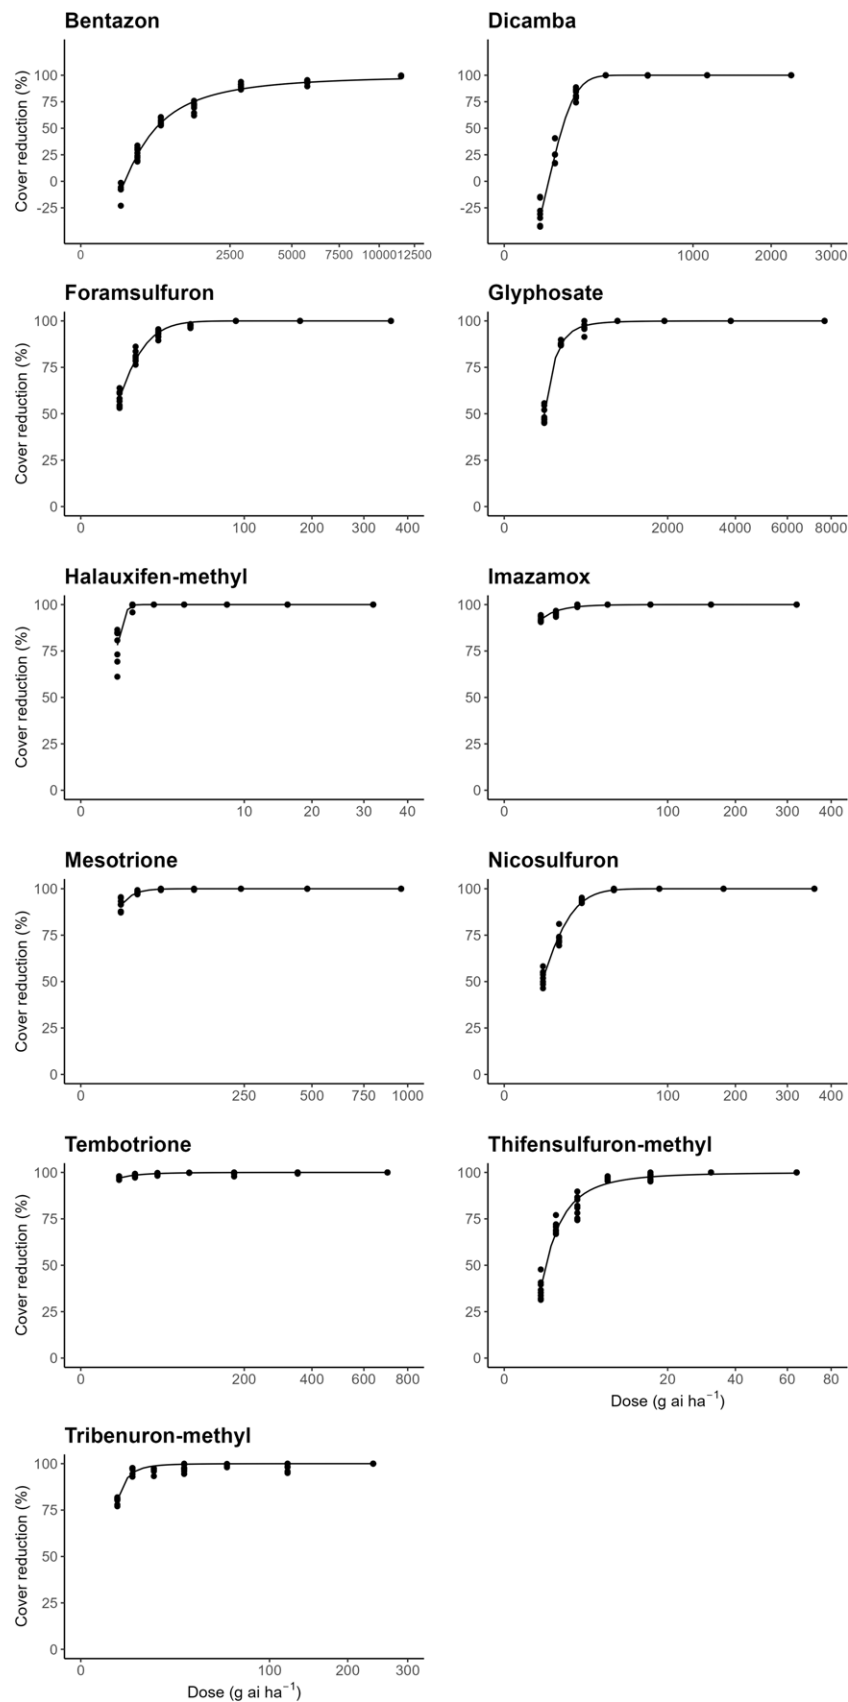 Bentazon
Cover reduction (%)
100
75
50
25
0
-25
0 2500 5000 7500 10000 12500
Dicamba
100
75
50
25
0
-25
0 1000 2000 3000
Foramsulfuron
Cover reduction (%)
100
75
50
25
0
0 100 200 300 400
Glyphosate
100
75
50
25
0
0 2000 4000 6000 8000
Halauxifen-methyl
Cover reduction (%)
100
75
50
25
0
0 10 20 30 40
Imazamox
100
75
50
25
0
0 100 200 300 400
Mesotrione
Cover reduction (%)
100
75
50
25
0
0 250 500 750 1000
Nicosulfuron
100
75
50
25
0
0 100 200 300 400
Tembotrione
Cover reduction (%)
100
75
50
25
0
0 200 400 600 800
Thifensulfuron-methyl
100
75
50
25
0
0 20 40 60 80
Dose (g ai ha⁻¹)
Tribenuron-methyl
Cover reduction (%)
100
75
50
25
0
0 100 200 300
Dose (g ai ha⁻¹)